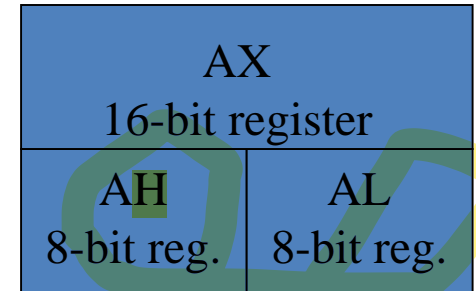 AX
16-bit register
AH
8-bit reg.
AL
8-bit reg.